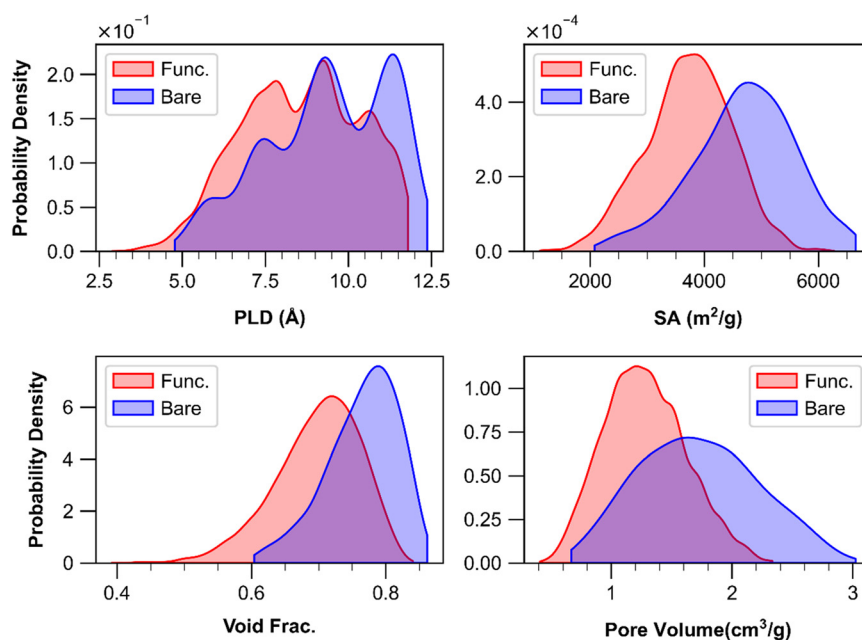 ×10⁻¹
Func.
Bare
Probability Density
2.0
1.5
1.0
0.5
0.0
2.5 5.0 7.5 10.0 12.5
PLD (Å)
×10⁻⁴
Func.
Bare
4.0
2.0
0.0
2000 4000 6000
SA (m²/g)
Func.
Bare
Probability Density
6
4
2
0
0.4 0.6 0.8
Void Frac.
Func.
Bare
1.00
0.75
0.50
0.25
0.00
1 2 3
Pore Volume(cm³/g)